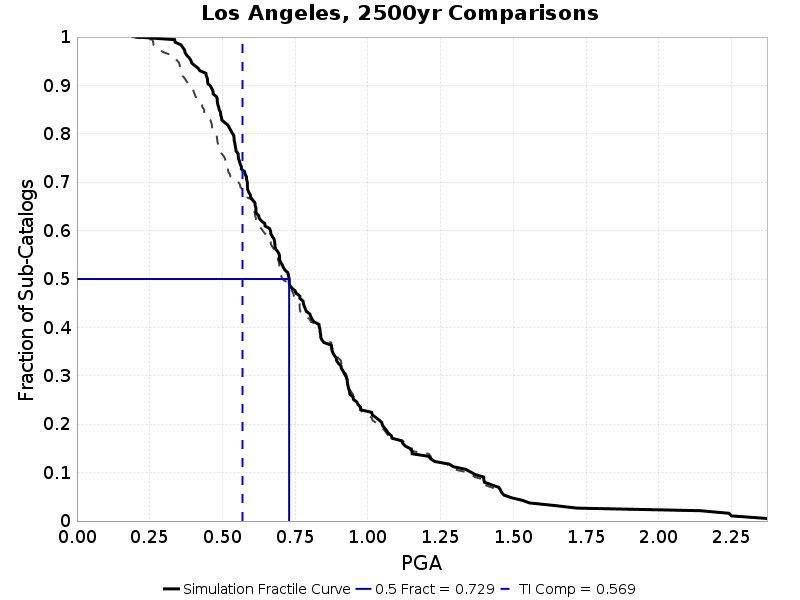 Los Angeles, 2500yr Comparisons
1
0.9
0.8
0.7
0.6
0.5
0.4
0.3
0.2
0.1
0
Fraction of Sub-Catalogs
0.00 0.25 0.50 0.75 1.00 1.25 1.50 1.75 2.00 2.25
PGA
Simulation Fractile Curve 0.5 Fract = 0.729 TI Comp = 0.569